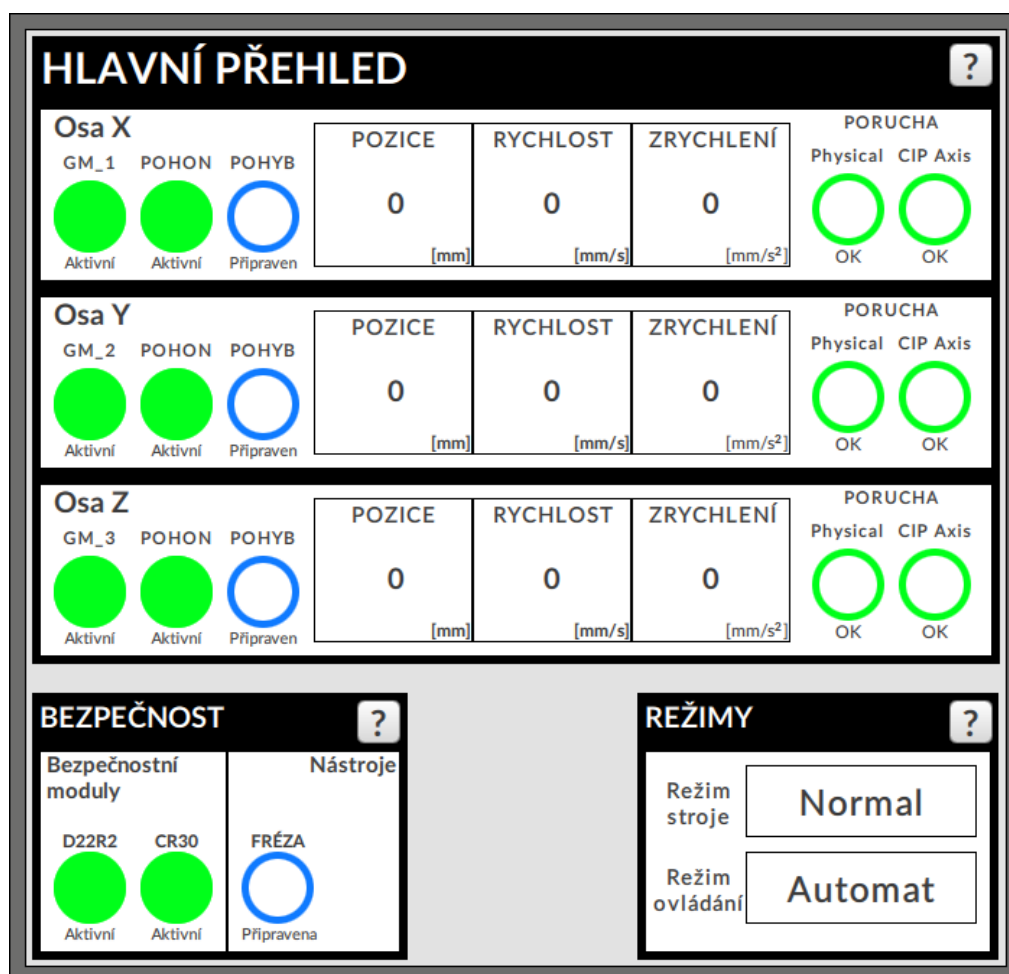 HLAVNÍ PŘEHLED ?
Osa X
GM_1 POHON POHYB
Aktivní Aktivní Připraven
POZICE RYCHLOST ZRYCHLENÍ
0 0 0
[mm] [mm/s] [mm/s²]
PORUCHA
Physical CIP Axis
OK OK
Osa Y
GM_2 POHON POHYB
Aktivní Aktivní Připraven
POZICE RYCHLOST ZRYCHLENÍ
0 0 0
[mm] [mm/s] [mm/s²]
PORUCHA
Physical CIP Axis
OK OK
Osa Z
GM_3 POHON POHYB
Aktivní Aktivní Připraven
POZICE RYCHLOST ZRYCHLENÍ
0 0 0
[mm] [mm/s] [mm/s²]
PORUCHA
Physical CIP Axis
OK OK
BEZPEČNOST ?
Bezpečnostní
moduly
D22R2 CR30
Aktivní Aktivní
Nástroje
FRÉZA
Připravena
REŽIMY ?
Režim
stroje
Normal
Režim
ovládání
Automat